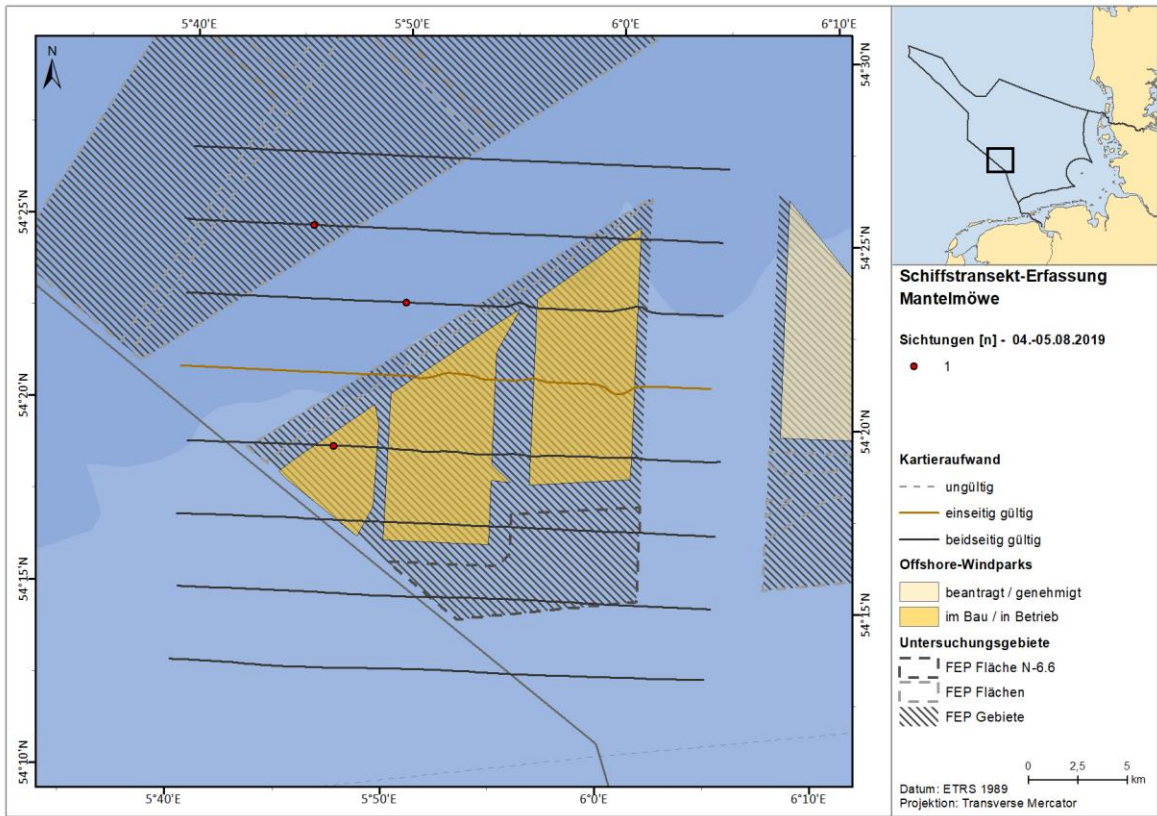 5°40'E 5°50'E 6°0'E 6°10'E
N
54°30'N
54°25'N
54°25'N
54°20'N
54°20'N
54°15'N
54°15'N
54°10'N
5°40'E 5°50'E 6°0'E 6°10'E
Schiffstransekt-Erfassung
Mantelmöwe
Sichtungen [n] - 04.-05.08.2019
1
Kartieraufwand
ungültig
einseitig gültig
beidseitig gültig
Offshore-Windparks
beantragt / genehmigt
im Bau / in Betrieb
Untersuchungsgebiete
FEP Fläche N-6.6
FEP Flächen
FEP Gebiete
0 2,5 5
km
Datum: ETRS 1989
Projektion: Transverse Mercator